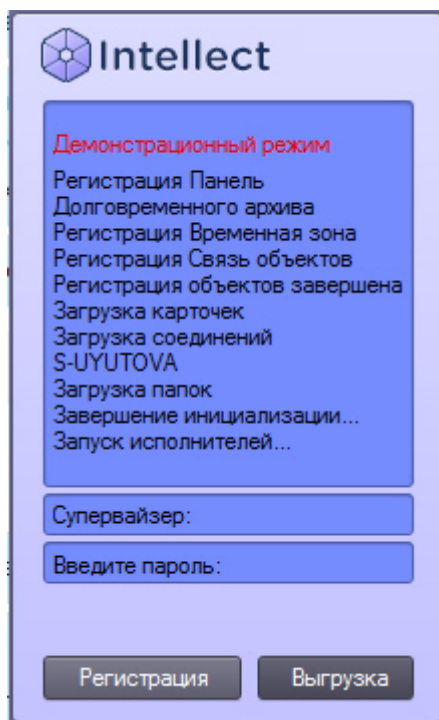 Intellect
Демонстрационный режим
Регистрация Панель
Долговременного архива
Регистрация Временная зона
Регистрация Связь объектов
Регистрация объектов завершена
Загрузка карточек
Загрузка соединений
S-UYUTOVA
Загрузка папок
Завершение инициализации...
Запуск исполнителей...
Супервайзер:
Введите пароль:
Регистрация
Выгрузка